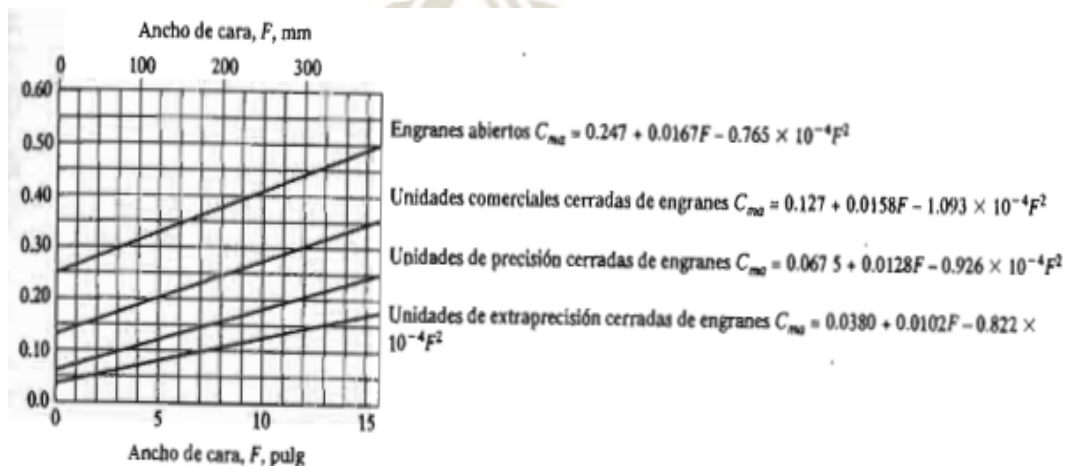 Ancho de cara, F, mm
0 100 200 300
0.60
0.50
0.40
0.30
0.20
0.10
0.0
0 5 10 15
Ancho de cara, F, pulg
Engranes abiertos Cma = 0.247 + 0.0167F – 0.765 × 10⁻⁴F²
Unidades comerciales cerradas de engranes Cma = 0.127 + 0.0158F – 1.093 × 10⁻⁴F²
Unidades de precisión cerradas de engranes Cma = 0.067 5 + 0.0128F – 0.926 × 10⁻⁴F²
Unidades de extraprecisión cerradas de engranes Cma = 0.0380 + 0.0102F – 0.822 ×
10⁻⁴F²